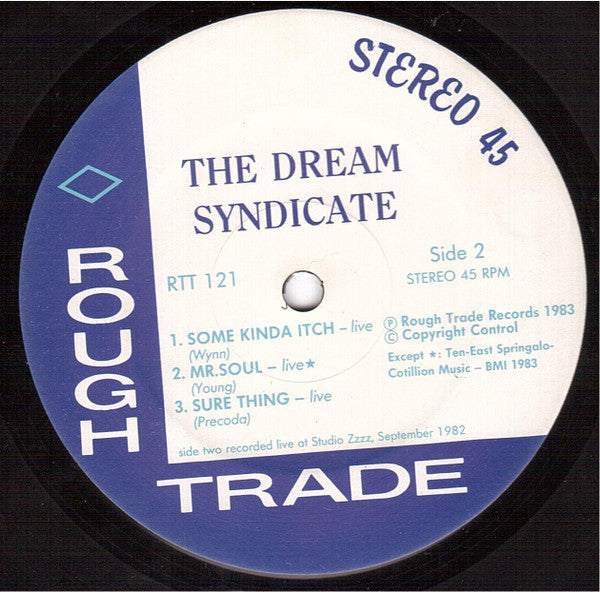 STEREO 45
THE DREAM
SYNDICATE
RTT 121
Side 2
STEREO 45 RPM
1. SOME KINDA ITCH – live
(Wynn)
2. MR.SOUL – live★
(Young)
3. SURE THING – live
(Precoda)
Ⓟ Rough Trade Records 1983
© Copyright Control
Except ★: Ten-East Springalo-
Cotillion Music – BMI 1983
side two recorded live at Studio Zzzz, September 1982
ROUGH
TRADE